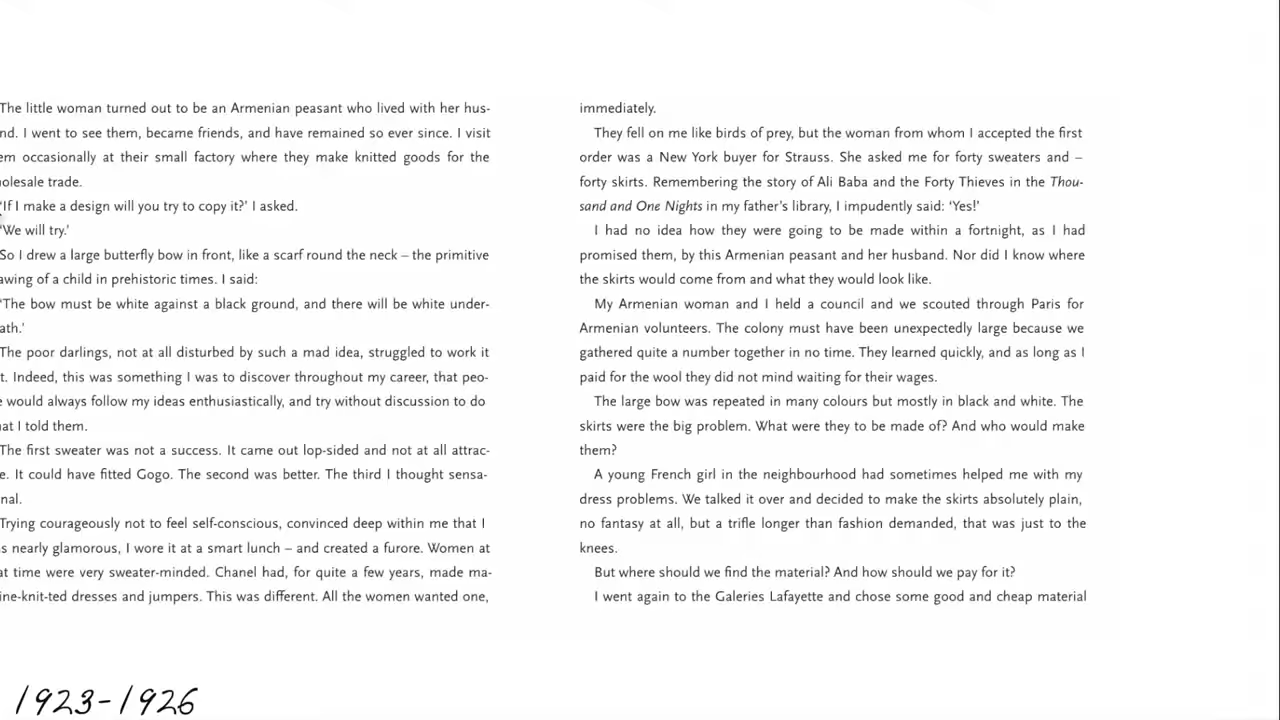 The little woman turned out to be an Armenian peasant who lived with her hus-
nd. I went to see them, became friends, and have remained so ever since. I visit
em occasionally at their small factory where they make knitted goods for the
olesale trade.
'If I make a design will you try to copy it?' I asked.
'We will try.'
So I drew a large butterfly bow in front, like a scarf round the neck – the primitive
awing of a child in prehistoric times. I said:
'The bow must be white against a black ground, and there will be white under-
ath.'
The poor darlings, not at all disturbed by such a mad idea, struggled to work it
t. Indeed, this was something I was to discover throughout my career, that peo-
e would always follow my ideas enthusiastically, and try without discussion to do
at I told them.
The first sweater was not a success. It came out lop-sided and not at all attrac-
e. It could have fitted Gogo. The second was better. The third I thought sensa-
nal.
Trying courageously not to feel self-conscious, convinced deep within me that I
s nearly glamorous, I wore it at a smart lunch – and created a furore. Women at
at time were very sweater-minded. Chanel had, for quite a few years, made ma-
ine-knit-ted dresses and jumpers. This was different. All the women wanted one,
immediately.
They fell on me like birds of prey, but the woman from whom I accepted the first
order was a New York buyer for Strauss. She asked me for forty sweaters and –
forty skirts. Remembering the story of Ali Baba and the Forty Thieves in the Thou-
sand and One Nights in my father's library, I impudently said: 'Yes!'
I had no idea how they were going to be made within a fortnight, as I had
promised them, by this Armenian peasant and her husband. Nor did I know where
the skirts would come from and what they would look like.
My Armenian woman and I held a council and we scouted through Paris for
Armenian volunteers. The colony must have been unexpectedly large because we
gathered quite a number together in no time. They learned quickly, and as long as I
paid for the wool they did not mind waiting for their wages.
The large bow was repeated in many colours but mostly in black and white. The
skirts were the big problem. What were they to be made of? And who would make
them?
A young French girl in the neighbourhood had sometimes helped me with my
dress problems. We talked it over and decided to make the skirts absolutely plain,
no fantasy at all, but a trifle longer than fashion demanded, that was just to the
knees.
But where should we find the material? And how should we pay for it?
I went again to the Galeries Lafayette and chose some good and cheap material
1923-1926